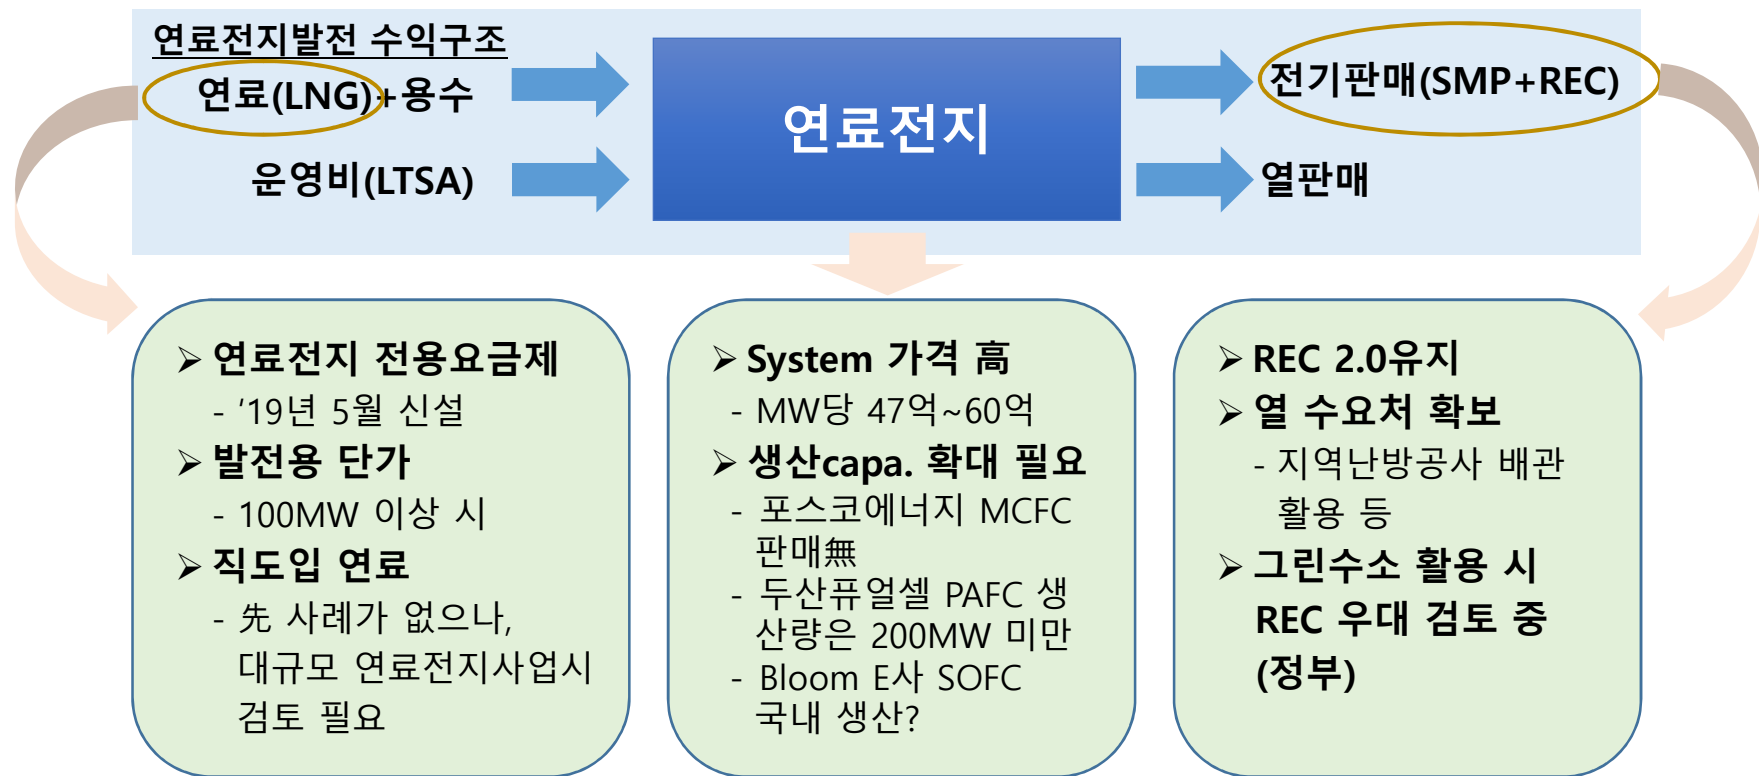 연료전지발전 수익구조
연료(LNG)+용수
운영비(LTSA)
연료전지
전기판매(SMP+REC)
열판매
➢ 연료전지 전용요금제
- ’19년 5월 신설
➢ 발전용 단가
- 100MW 이상 시
➢ 직도입 연료
- 先 사례가 없으나,
대규모 연료전지사업시
검토 필요
➢ System 가격 高
- MW당 47억~60억
➢ 생산capa. 확대 필요
- 포스코에너지 MCFC
판매無
- 두산퓨얼셀 PAFC 생
산량은 200MW 미만
- Bloom E사 SOFC
국내 생산?
➢ REC 2.0유지
➢ 열 수요처 확보
- 지역난방공사 배관
활용 등
➢ 그린수소 활용 시
REC 우대 검토 중
(정부)